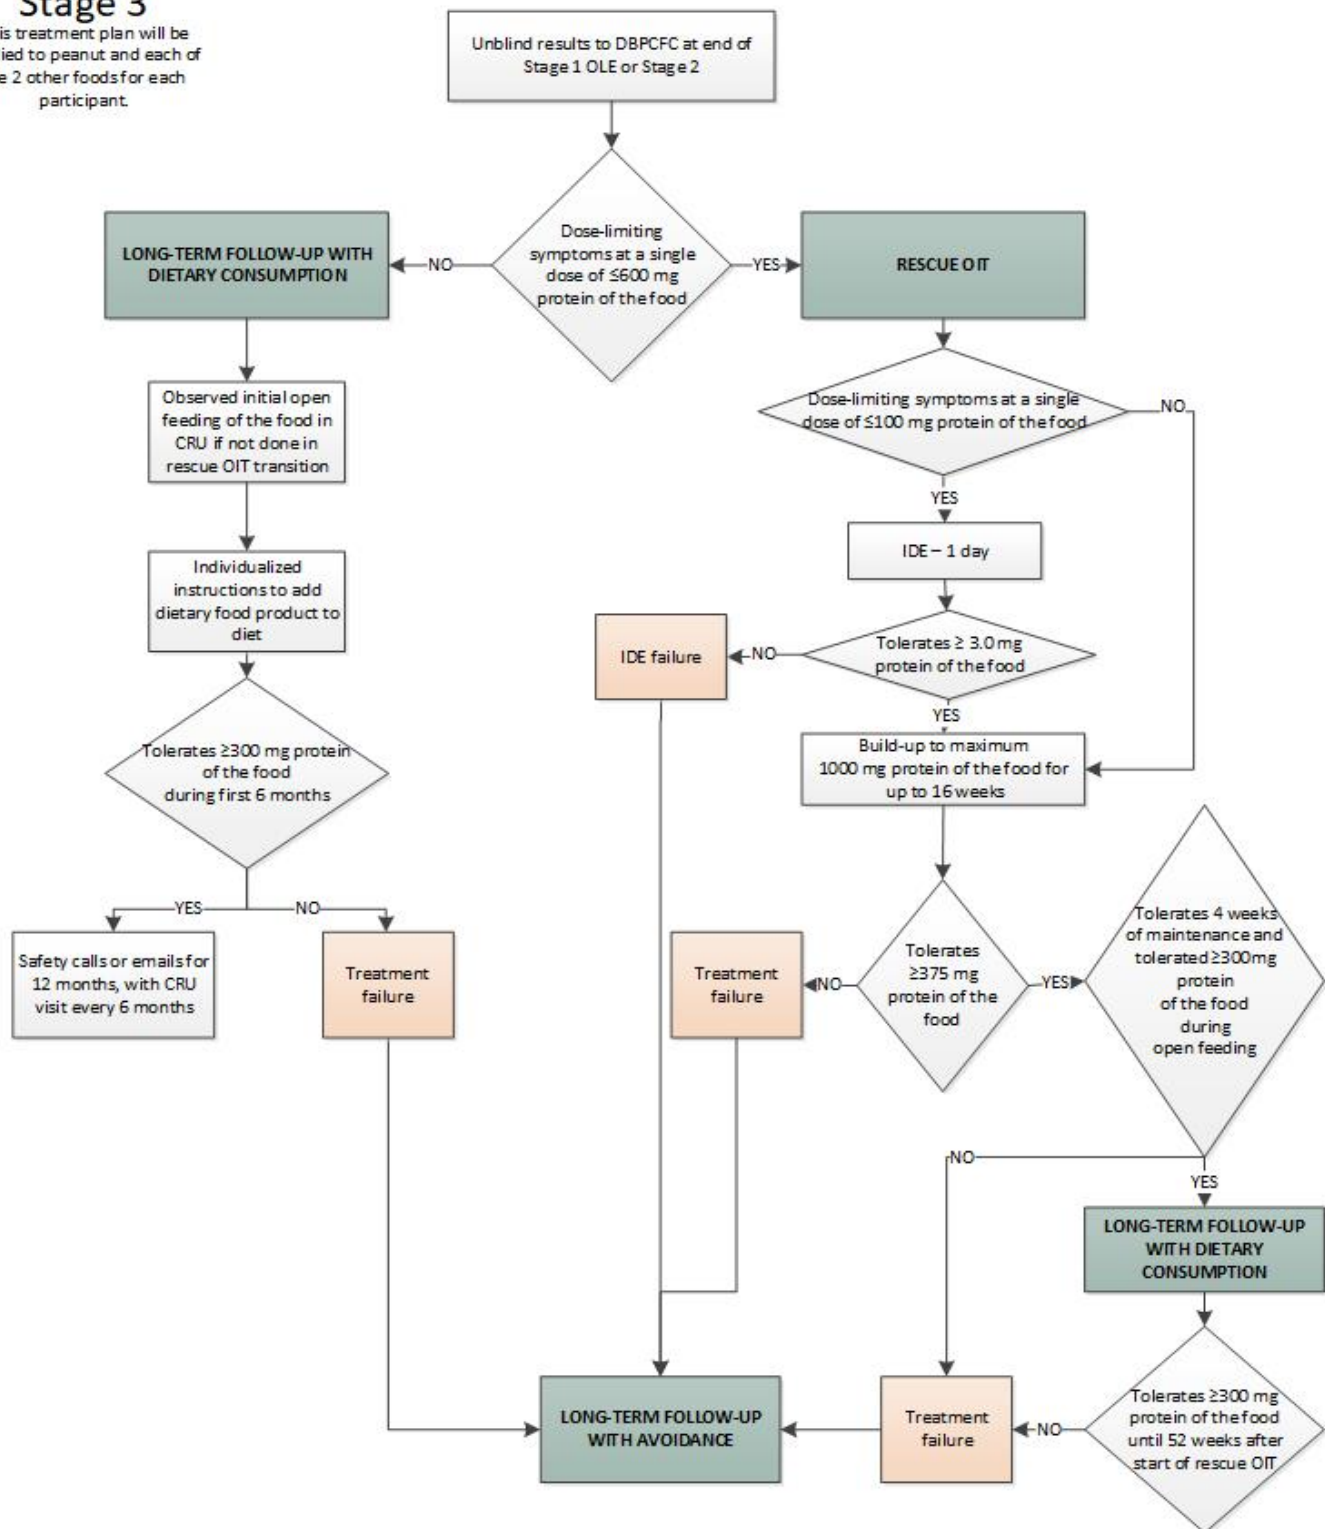 Stage 3
is treatment plan will be
ied to peanut and each of
e 2 other foods for each
participant.
Unblind results to DBPCFC at end of
Stage 1 OLE or Stage 2
Dose-limiting
symptoms at a single
dose of ≤600 mg
protein of the food
NO
YES
LONG-TERM FOLLOW-UP WITH
DIETARY CONSUMPTION
RESCUE OIT
Observed initial open
feeding of the food in
CRU if not done in
rescue OIT transition
Dose-limiting symptoms at a single
dose of ≤100 mg protein of the food
NO
YES
IDE – 1 day
Individualized
instructions to add
dietary food product to
diet
Tolerates ≥ 3.0 mg
protein of the food
NO
IDE failure
YES
Build-up to maximum
1000 mg protein of the food for
up to 16 weeks
Tolerates ≥300 mg protein
of the food
during first 6 months
YES
NO
Safety calls or emails for
12 months, with CRU
visit every 6 months
Treatment
failure
Treatment
failure
NO
Tolerates
≥375 mg
protein of the
food
YES
Tolerates 4 weeks
of maintenance and
tolerated ≥300mg
protein
of the food
during
open feeding
NO
YES
LONG-TERM FOLLOW-UP
WITH DIETARY
CONSUMPTION
LONG-TERM FOLLOW-UP
WITH AVOIDANCE
Treatment
failure
NO
Tolerates ≥300 mg
protein of the food
until 52 weeks after
start of rescue OIT